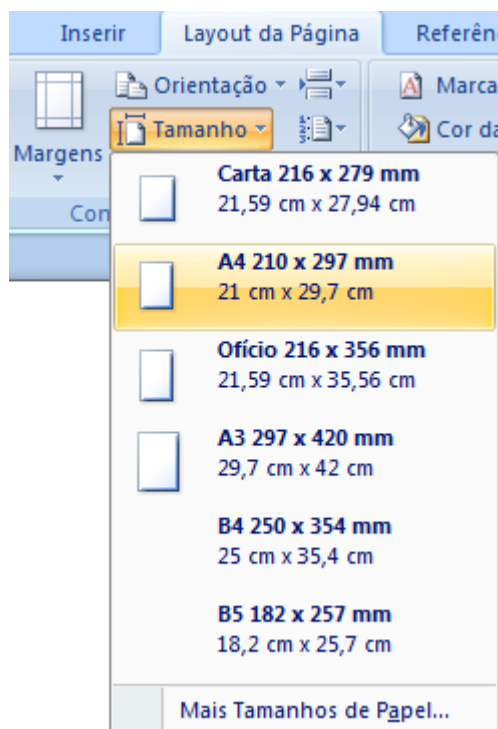 Inserir Layout da Página Referên
Orientação Marca
Tamanho Cor da
Margens
Con
Carta 216 x 279 mm
21,59 cm x 27,94 cm
A4 210 x 297 mm
21 cm x 29,7 cm
Ofício 216 x 356 mm
21,59 cm x 35,56 cm
A3 297 x 420 mm
29,7 cm x 42 cm
B4 250 x 354 mm
25 cm x 35,4 cm
B5 182 x 257 mm
18,2 cm x 25,7 cm
Mais Tamanhos de Papel...